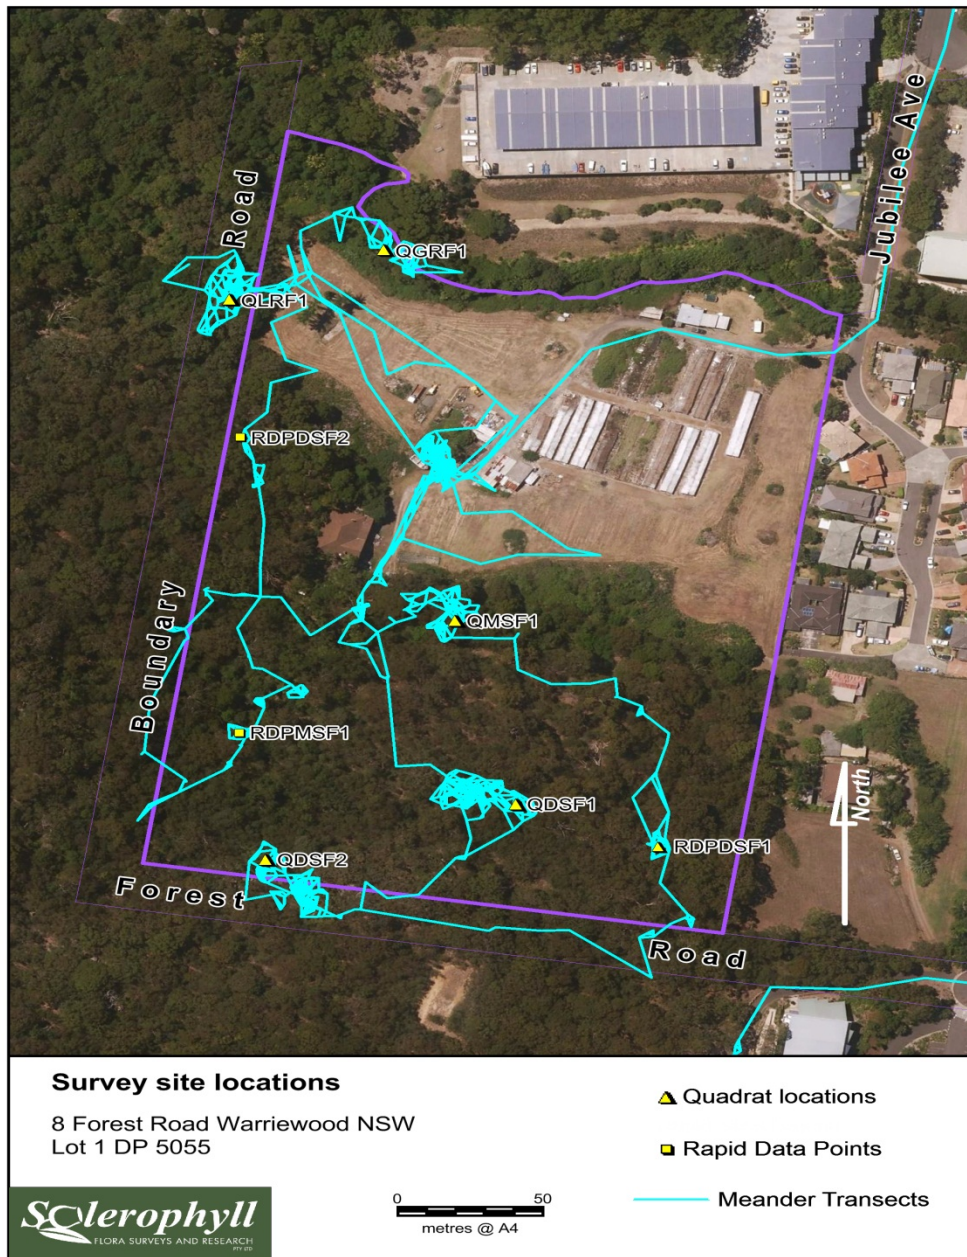 Jubilee Ave
Road
QGRF1
QLRF1
RDPDSF2
Boundary
QMSF1
RDPMSF1
North
QDSF1
RDPDSF1
QDSF2
Forest
Road
Survey site locations
8 Forest Road Warriewood NSW
Lot 1 DP 5055
Quadrat locations
Rapid Data Points
Meander Transects
0 50
metres @ A4
Sclerophyll
FLORA SURVEYS AND RESEARCH
PTY LTD